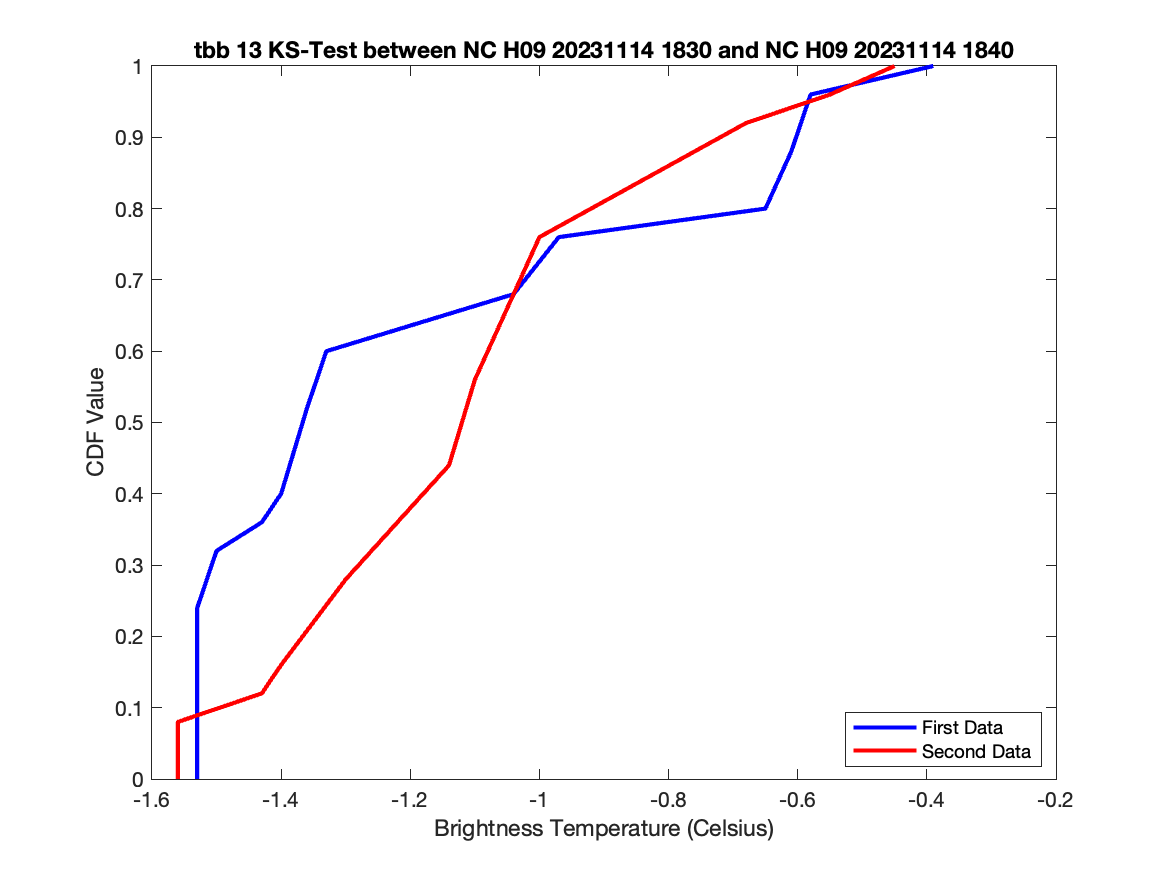 tbb 13 KS-Test between NC H09 20231114 1830 and NC H09 20231114 1840
1
0.9
0.8
0.7
0.6
0.5
0.4
0.3
0.2
0.1
0
CDF Value
First Data
Second Data
-1.6 -1.4 -1.2 -1 -0.8 -0.6 -0.4 -0.2
Brightness Temperature (Celsius)